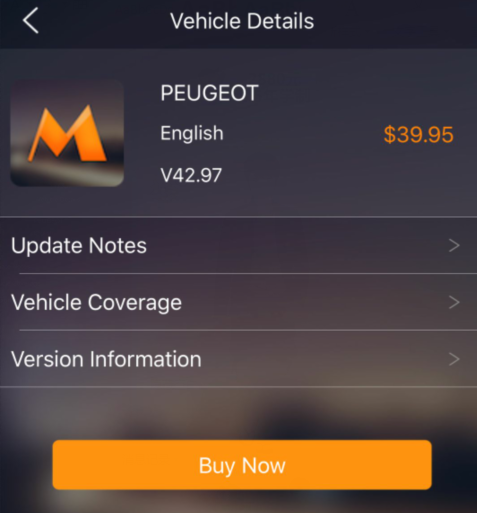 Vehicle Details
PEUGEOT
English
$39.95
V42.97
Update Notes
Vehicle Coverage
Version Information
Buy Now